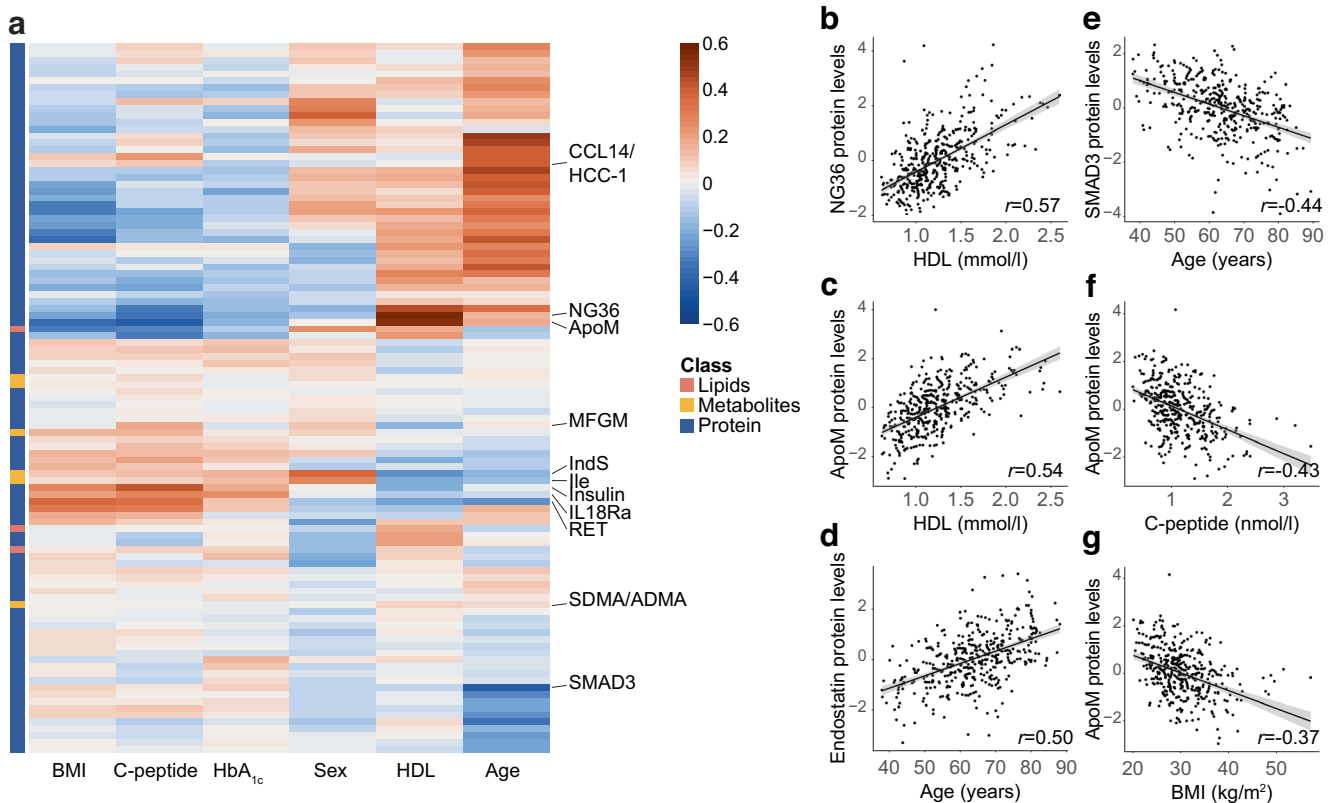 a
0.6
0.4
0.2
0
−0.2
−0.4
−0.6
CCL14/
HCC-1
NG36
ApoM
MFGM
IndS
Ile
Insulin
IL18Ra
RET
SDMA/ADMA
SMAD3
Class
Lipids
Metabolites
Protein
BMI C-peptide HbA1c Sex HDL Age
b
NG36 protein levels
4
2
0
−2
r=0.57
1.0 1.5 2.0 2.5
HDL (mmol/l)
c
ApoM protein levels
4
2
0
−2
r=0.54
1.0 1.5 2.0 2.5
HDL (mmol/l)
d
Endostatin protein levels
2
0
−2
r=0.50
40 50 60 70 80 90
Age (years)
e
SMAD3 protein levels
2
0
−2
−4
r=-0.44
40 50 60 70 80 90
Age (years)
f
ApoM protein levels
4
2
0
−2
r=-0.43
1 2 3
C-peptide (nmol/l)
g
ApoM protein levels
4
2
0
−2
r=-0.37
20 30 40 50
BMI (kg/m²)